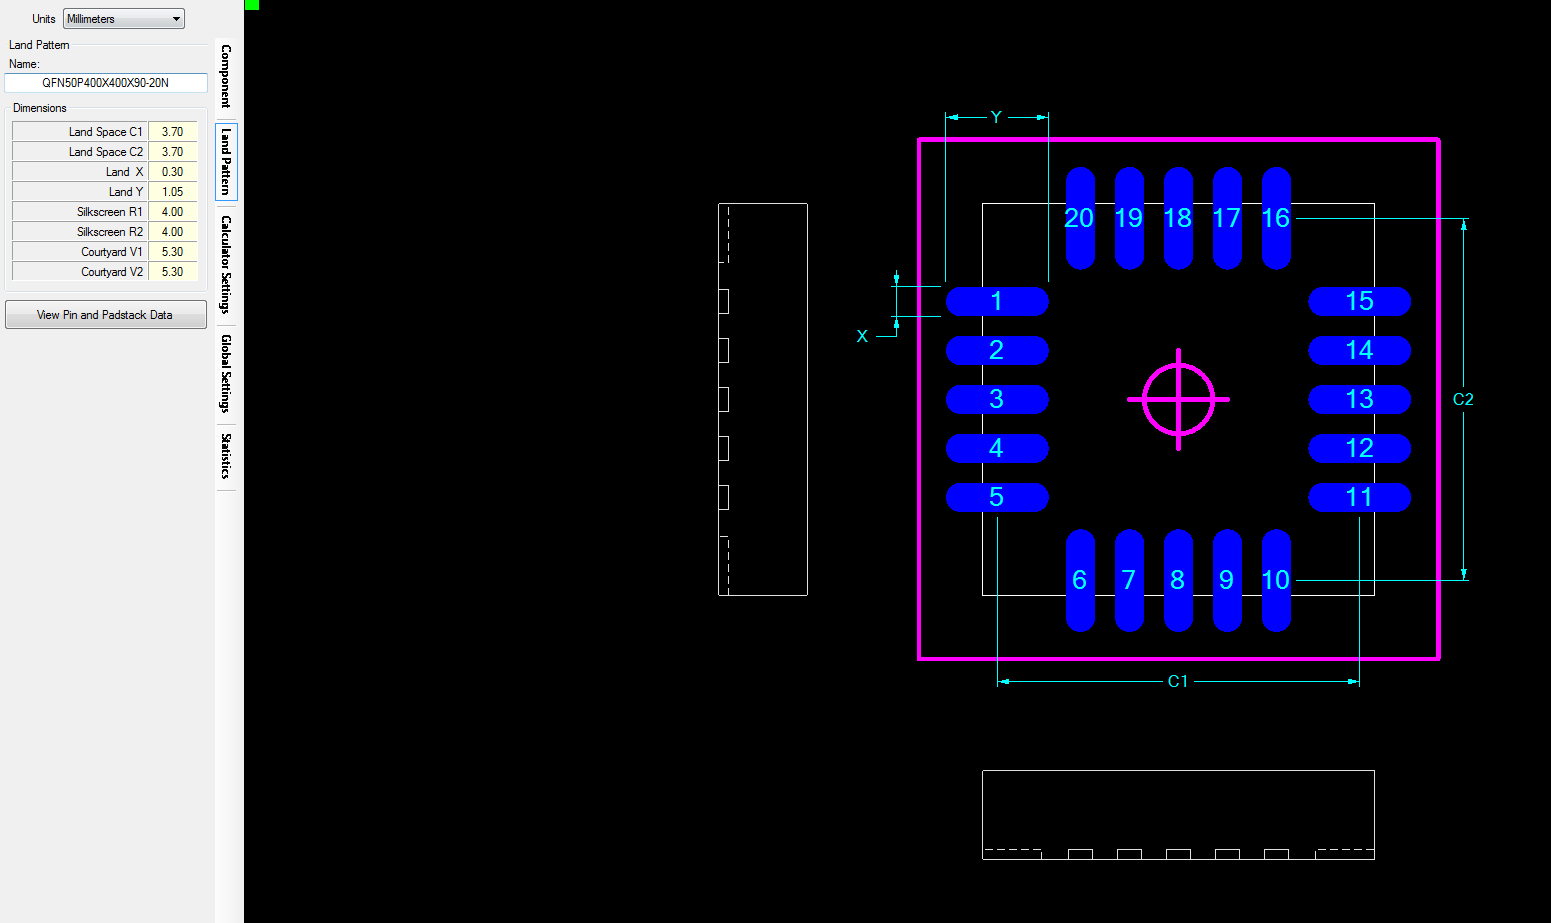 Units Millimeters
Land Pattern
Name:
QFN50P400X400X90-20N
Dimensions
Land Space C1 3.70
Land Space C2 3.70
Land X 0.30
Land Y 1.05
Silkscreen R1 4.00
Silkscreen R2 4.00
Courtyard V1 5.30
Courtyard V2 5.30
View Pin and Padstack Data
Component
Land Pattern
Calculator Settings
Global Settings
Statistics
Y
20 19 18 17 16
1 15
X
2 14
3 13 C2
4 12
5 11
6 7 8 9 10
C1